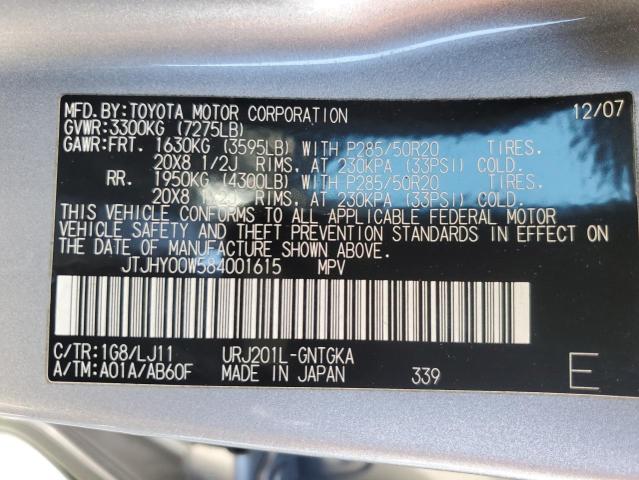 MFD.BY:TOYOTA MOTOR CORPORATION 12/07
GVWR:3300KG (7275LB)
GAWR:FRT. 1630KG (3595LB) WITH P285/50R20 TIRES.
20X8 1/2J RIMS, AT 230KPA (33PSI) COLD.
RR. 1950KG (4300LB) WITH P285/50R20 TIRES.
20X8 1/2J RIMS, AT 230KPA (33PSI) COLD.
THIS VEHICLE CONFORMS TO ALL APPLICABLE FEDERAL MOTOR
VEHICLE SAFETY AND THEFT PREVENTION STANDARDS IN EFFECT ON
THE DATE OF MANUFACTURE SHOWN ABOVE.
JTJHY00W584001615 MPV
C/TR:1G8/LJ11 URJ201L-GNTGKA
A/TM:A01A/AB60F MADE IN JAPAN 339 E